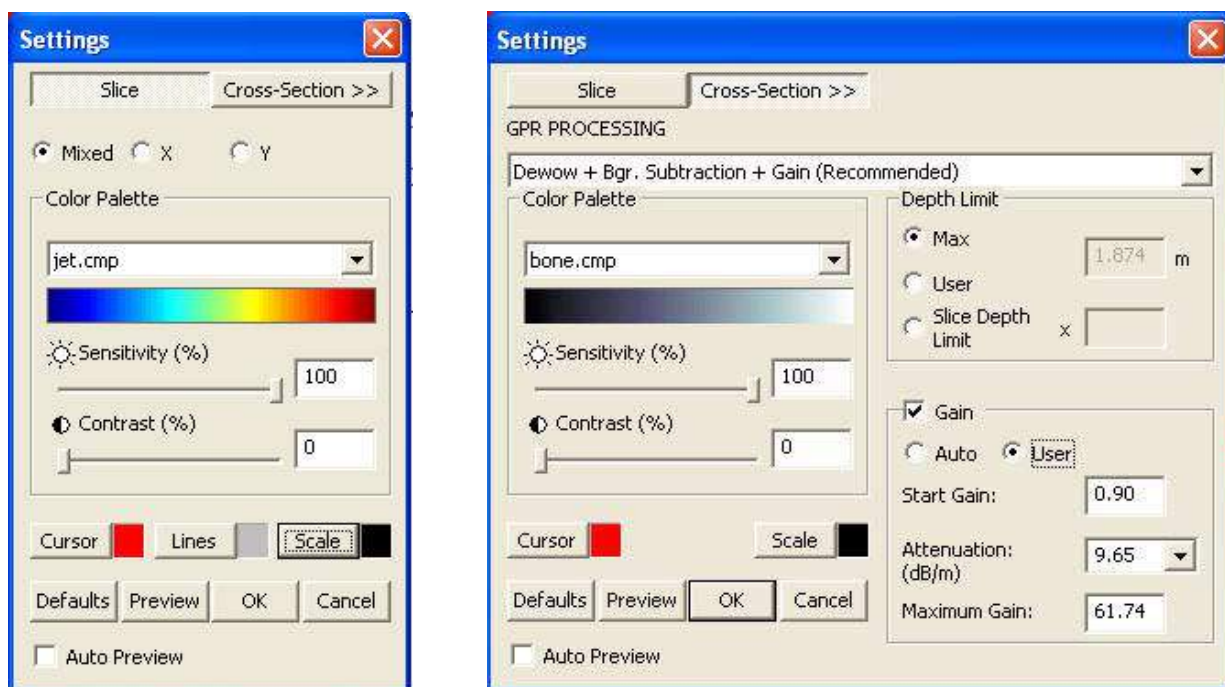 Settings
Slice
Cross-Section >>
Mixed
X
Y
Color Palette
jet.cmp
Sensitivity (%)
100
Contrast (%)
0
Cursor
Lines
Scale
Defaults
Preview
OK
Cancel
Auto Preview
Settings
Slice
Cross-Section >>
GPR PROCESSING
Dewow + Bgr. Subtraction + Gain (Recommended)
Color Palette
bone.cmp
Sensitivity (%)
100
Contrast (%)
0
Cursor
Scale
Defaults
Preview
OK
Cancel
Auto Preview
Depth Limit
Max
1.874 m
User
Slice Depth
Limit
x
Gain
Auto
User
Start Gain:
0.90
Attenuation:
(dB/m)
9.65
Maximum Gain:
61.74